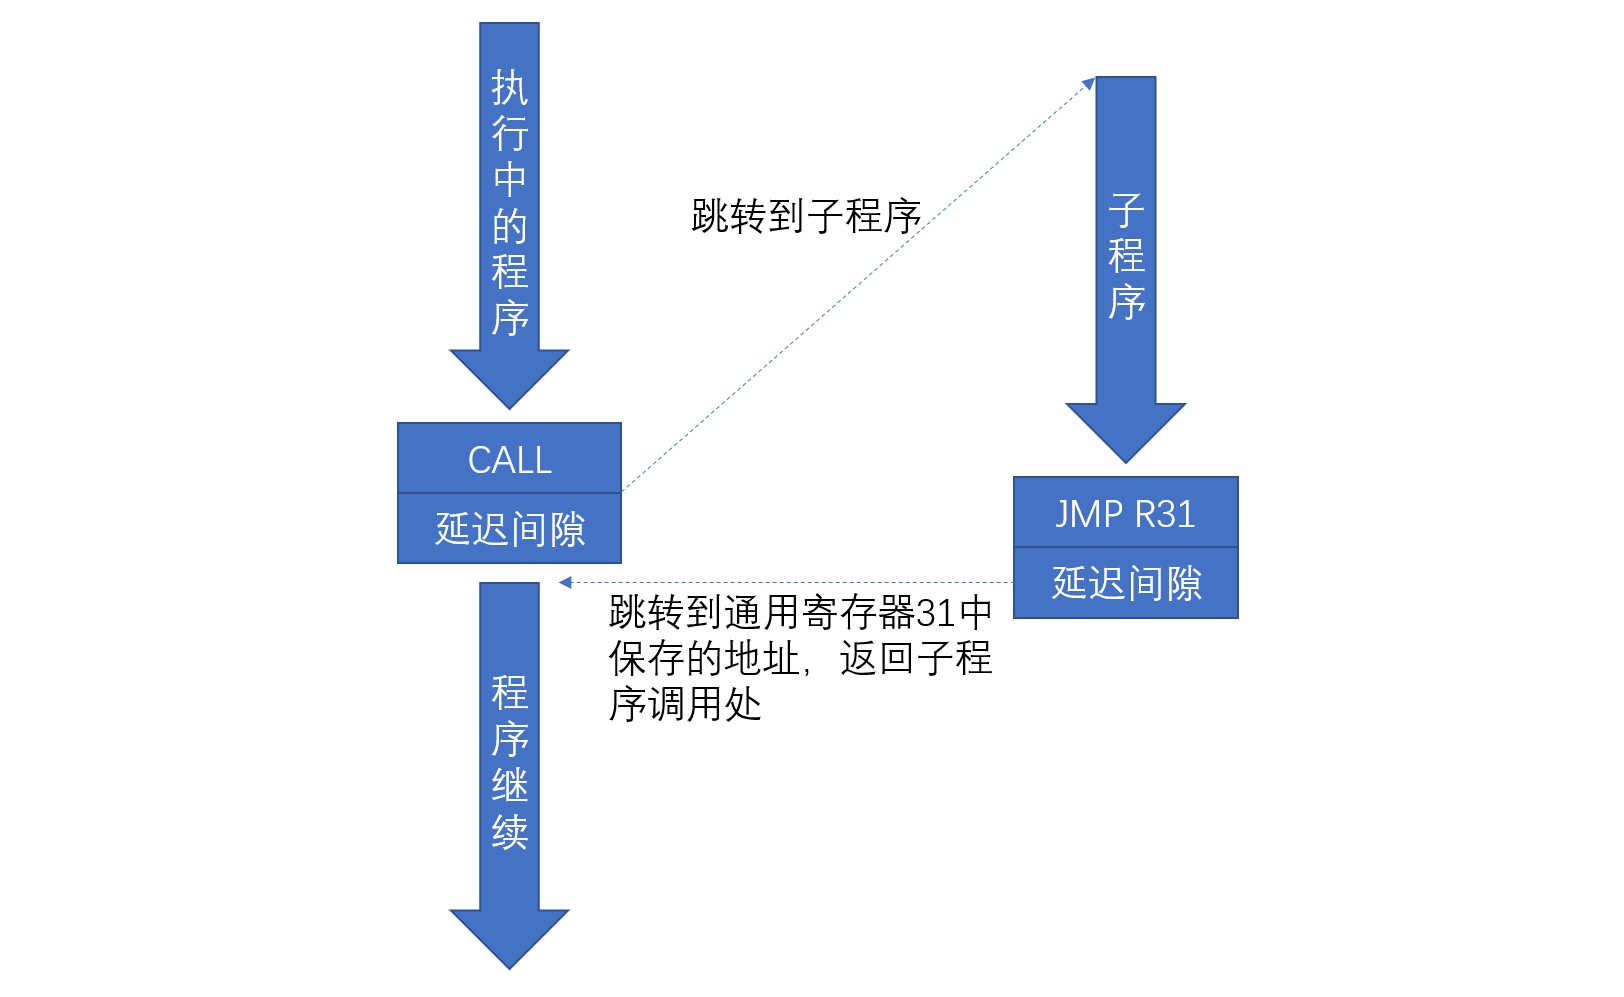 执行中的程序
跳转到子程序
子程序
CALL
延迟间隙
JMP R31
延迟间隙
跳转到通用寄存器31中
保存的地址，返回子程
序调用处
程序继续